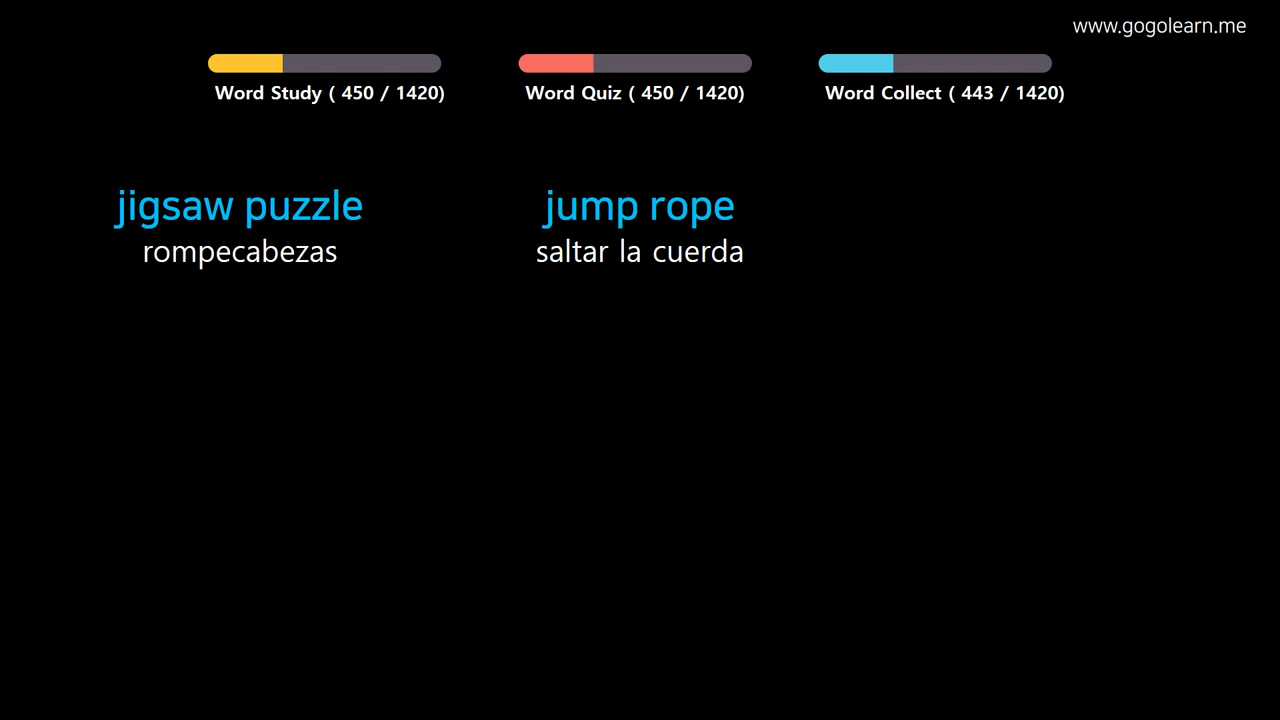 www.gogolearn.me
Word Study ( 450 / 1420)
Word Quiz ( 450 / 1420)
Word Collect ( 443 / 1420)
jigsaw puzzle
rompecabezas
jump rope
saltar la cuerda